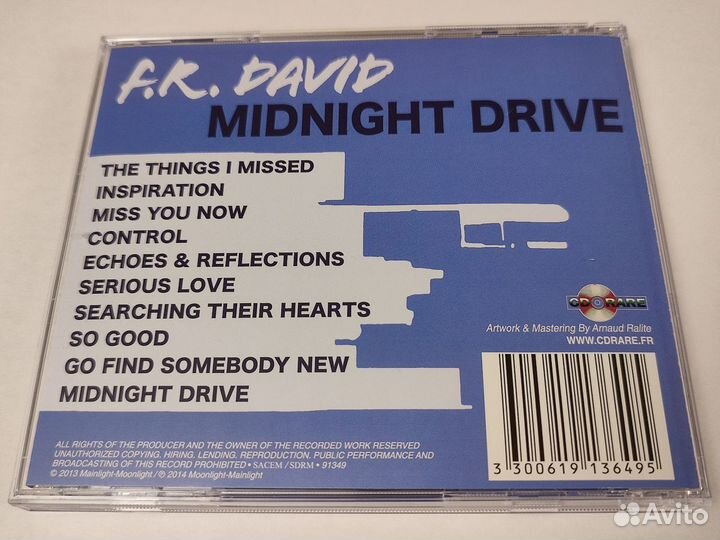 F.R. DAVID
MIDNIGHT DRIVE
THE THINGS I MISSED
INSPIRATION
MISS YOU NOW
CONTROL
ECHOES & REFLECTIONS
SERIOUS LOVE
SEARCHING THEIR HEARTS
SO GOOD
GO FIND SOMEBODY NEW
MIDNIGHT DRIVE
CD RARE
Artwork & Mastering By Arnaud Ralite
WWW.CDRARE.FR
ALL RIGHTS OF THE PRODUCER AND THE OWNER OF THE RECORDED WORK RESERVED
UNAUTHORIZED COPYING. HIRING. LENDING. REPRODUCTION. PUBLIC PERFORMANCE AND
BROADCASTING OF THIS RECORD PROHIBITED • SACEM / SDRM • 91349
© 2013 Mainlight-Moonlight / ℗ 2014 Moonlight-Mainlight
3 300619 136495
Avito